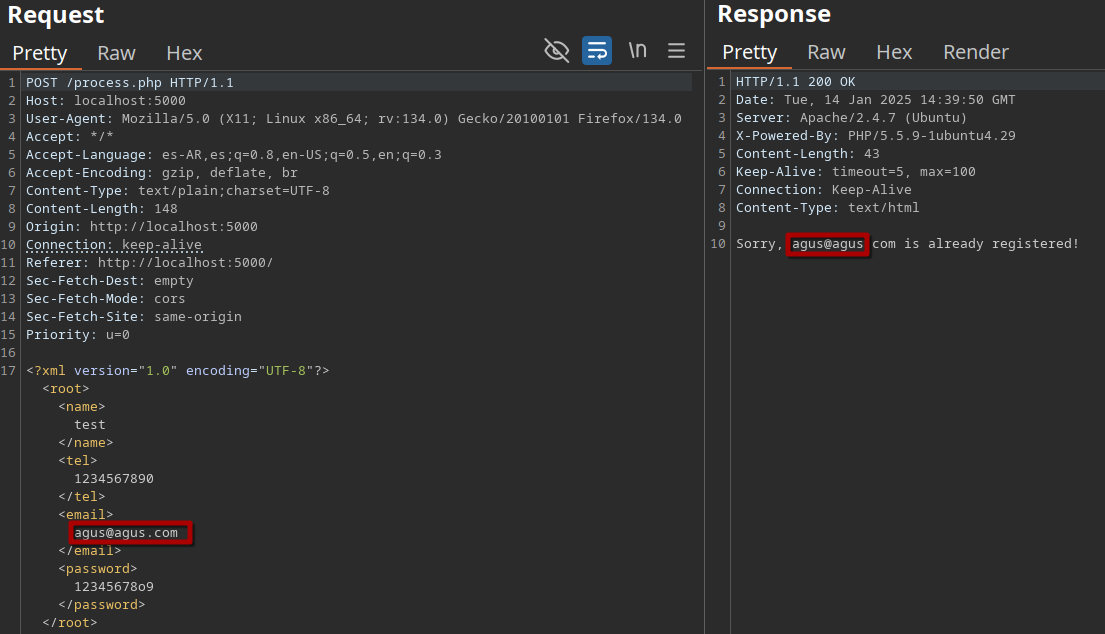 Request
Pretty Raw Hex
\n
1 POST /process.php HTTP/1.1
2 Host: localhost:5000
3 User-Agent: Mozilla/5.0 (X11; Linux x86_64; rv:134.0) Gecko/20100101 Firefox/134.0
4 Accept: */*
5 Accept-Language: es-AR,es;q=0.8,en-US;q=0.5,en;q=0.3
6 Accept-Encoding: gzip, deflate, br
7 Content-Type: text/plain;charset=UTF-8
8 Content-Length: 148
9 Origin: http://localhost:5000
10 Connection: keep-alive
11 Referer: http://localhost:5000/
12 Sec-Fetch-Dest: empty
13 Sec-Fetch-Mode: cors
14 Sec-Fetch-Site: same-origin
15 Priority: u=0
16
17 <?xml version="1.0" encoding="UTF-8"?>
<root>
<name>
test
</name>
<tel>
1234567890
</tel>
<email>
agus@agus.com
</email>
<password>
12345678o9
</password>
</root>
Response
Pretty Raw Hex Render
1 HTTP/1.1 200 OK
2 Date: Tue, 14 Jan 2025 14:39:50 GMT
3 Server: Apache/2.4.7 (Ubuntu)
4 X-Powered-By: PHP/5.5.9-1ubuntu4.29
5 Content-Length: 43
6 Keep-Alive: timeout=5, max=100
7 Connection: Keep-Alive
8 Content-Type: text/html
9
10 Sorry, agus@agus com is already registered!